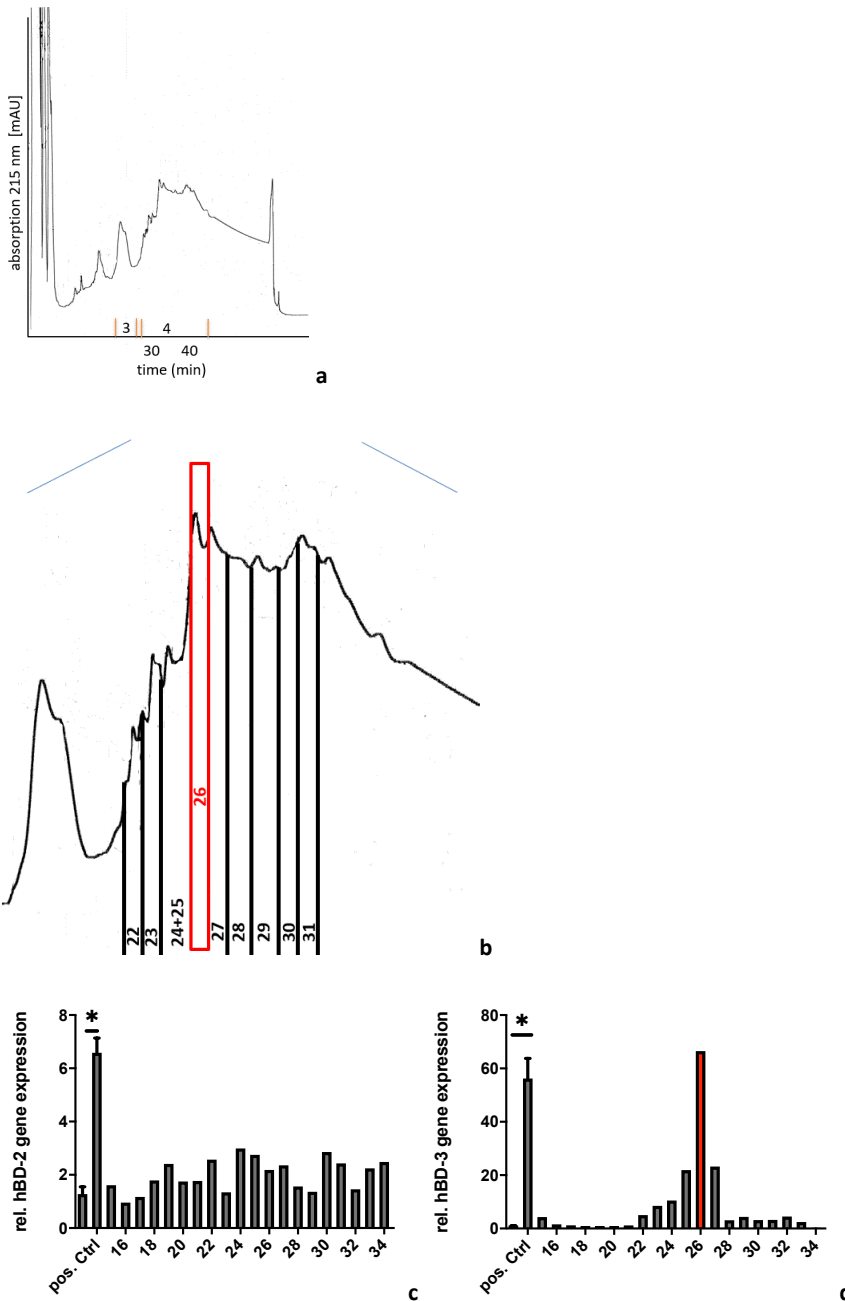 absorption 215 nm [mAU]
3 4
30 40
time (min)
a
26
22
23
24+25
27
28
29
30
31
b
rel. hBD-2 gene expression
8
6
4
2
0
*
pos. Ctrl 16 18 20 22 24 26 28 30 32 34
c
rel. hBD-3 gene expression
80
60
40
20
0
*
pos. Ctrl 16 18 20 22 24 26 28 30 32 34